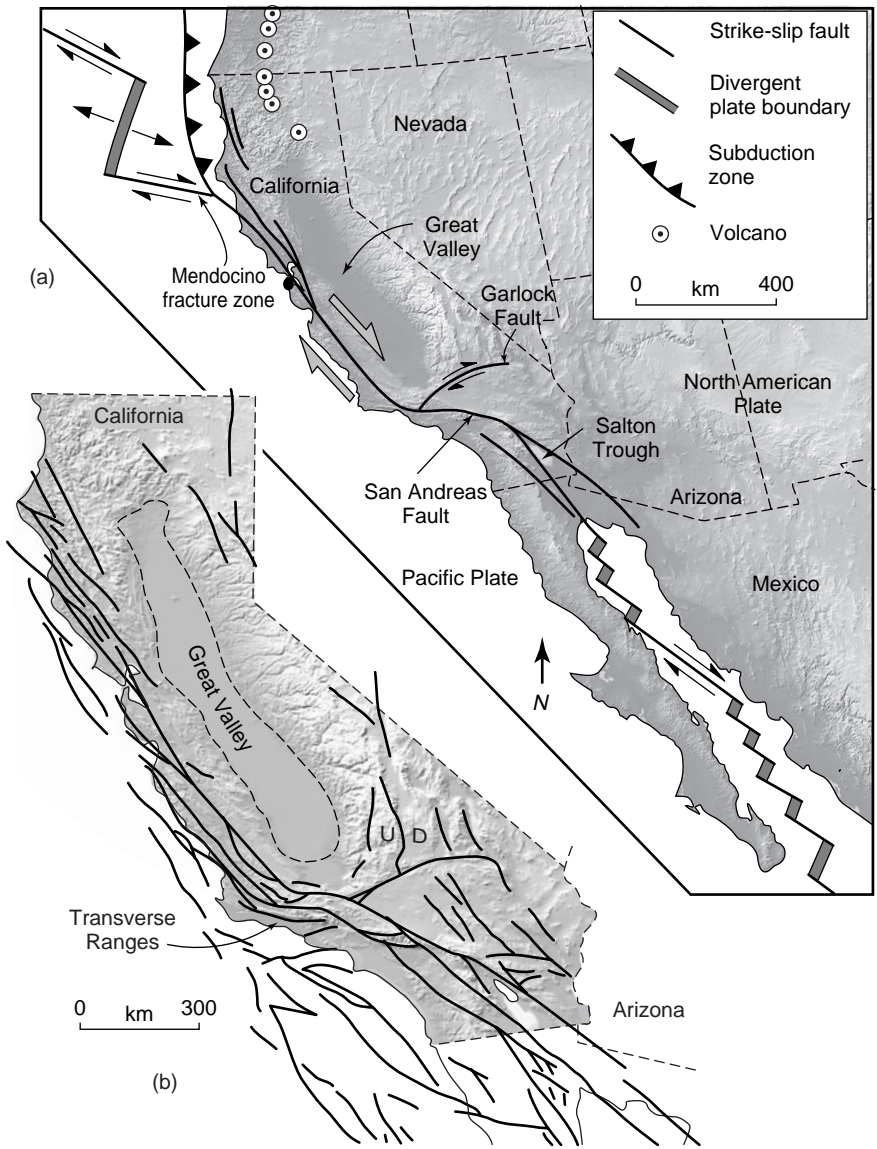 Strike-slip fault
Divergent
plate boundary
Subduction
zone
Volcano
0 km 400
Nevada
California
Great
Valley
(a)
Mendocino
fracture zone
Garlock
Fault
North American
Plate
Salton
Trough
San Andreas
Fault
Arizona
Pacific Plate
Mexico
N
California
Great Valley
U D
Transverse
Ranges
0 km 300
Arizona
(b)